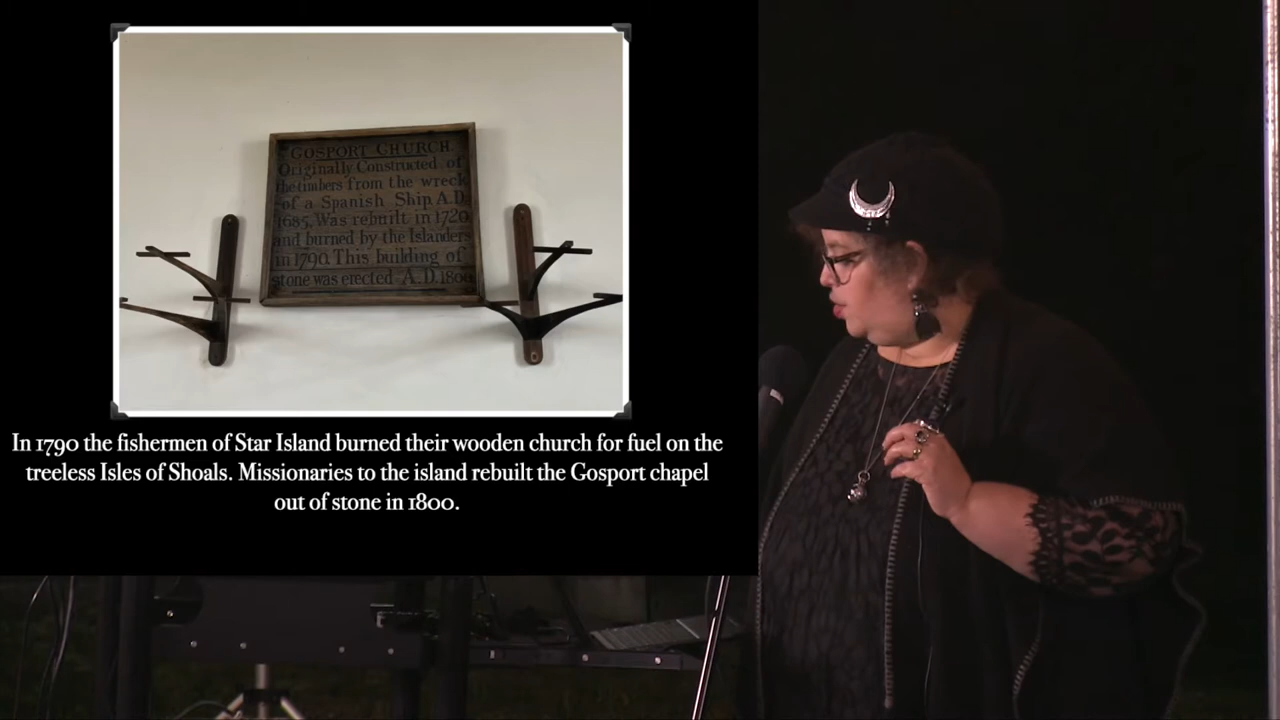 GOSPORT CHURCH.
Originally Constructed of
the timbers from the wreck
of a Spanish Ship A.D.
1685. Was rebuilt in 1720
and burned by the Islanders
in 1790. This building of
stone was erected A.D. 1800
In 1790 the fishermen of Star Island burned their wooden church for fuel on the
treeless Isles of Shoals. Missionaries to the island rebuilt the Gosport chapel
out of stone in 1800.